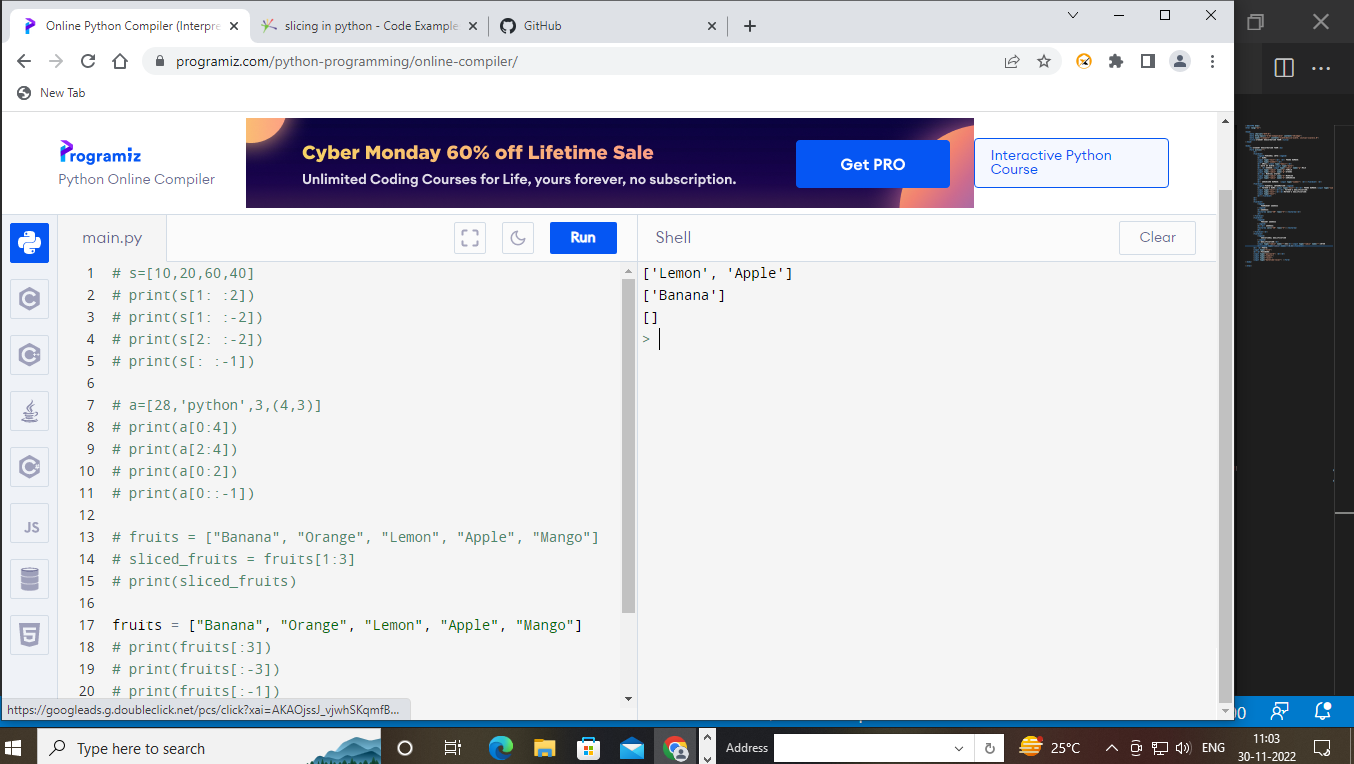 Online Python Compiler (Interpre
slicing in python - Code Example
GitHub
programiz.com/python-programming/online-compiler/
New Tab
Programiz
Python Online Compiler
Cyber Monday 60% off Lifetime Sale
Unlimited Coding Courses for Life, yours forever, no subscription.
Get PRO
Interactive Python
Course
main.py
Run
Shell
Clear
1 # s=[10,20,60,40]
2 # print(s[1: :2])
3 # print(s[1: :-2])
4 # print(s[2: :-2])
5 # print(s[: :-1])
6
7 # a=[28,'python',3,(4,3)]
8 # print(a[0:4])
9 # print(a[2:4])
10 # print(a[0:2])
11 # print(a[0::-1])
12
13 # fruits = ["Banana", "Orange", "Lemon", "Apple", "Mango"]
14 # sliced_fruits = fruits[1:3]
15 # print(sliced_fruits)
16
17 fruits = ["Banana", "Orange", "Lemon", "Apple", "Mango"]
18 # print(fruits[:3])
19 # print(fruits[:-3])
20 # print(fruits[:-1])
JS
['Lemon', 'Apple']
['Banana']
[]
>
https://googleads.g.doubleclick.net/pcs/click?xai=AKAOjssJ_vjwhSKqmfB...
Type here to search
Address
25°C
ENG
11:03
30-11-2022